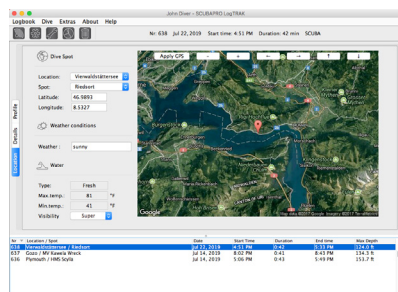 John Diver - SCUBAPRO LogTRAK
Logbook Dive Extras About Help
Nr: 638 Jul 22, 2019 Start time: 4:51 PM Duration: 42 min SCUBA
Profile
Details
Location
Dive Spot
Location: Vierwaldstättersee
Spot: Riedsort
Latitude: 46.9893
Longitude: 8.5327
Weather conditions
Weather : sunny
Water
Type: Fresh
Max.temp.: 81 °F
Min.temp.: 41 °F
Visibility Super
Apply GPS - + ← → ↑ ↓
Google
Nr Location / Spot Date Start Time Duration End time Max Depth
638 Vierwaldstättersee / Riedsort Jul 22, 2019 4:51 PM 0:42 5:33 PM 124.0 ft
637 Gozo / MV Kawela Wreck Jul 14, 2019 8:02 PM 0:41 8:43 PM 134.3 ft
636 Plymouth / HMS Scylla Jul 14, 2019 5:06 PM 0:43 5:49 PM 153.7 ft